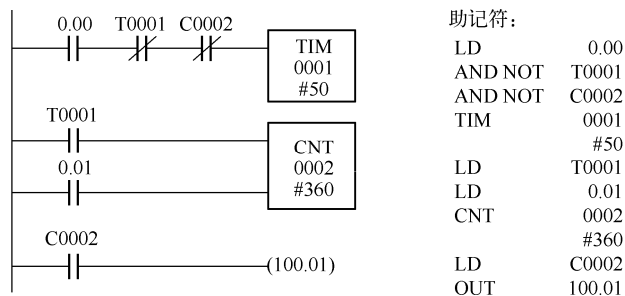 0.00 T0001 C0002
TIM
0001
#50
T0001
CNT
0002
#360
0.01
C0002
(100.01)
助记符：
LD 0.00
AND NOT T0001
AND NOT C0002
TIM 0001
#50
LD T0001
LD 0.01
CNT 0002
#360
LD C0002
OUT 100.01